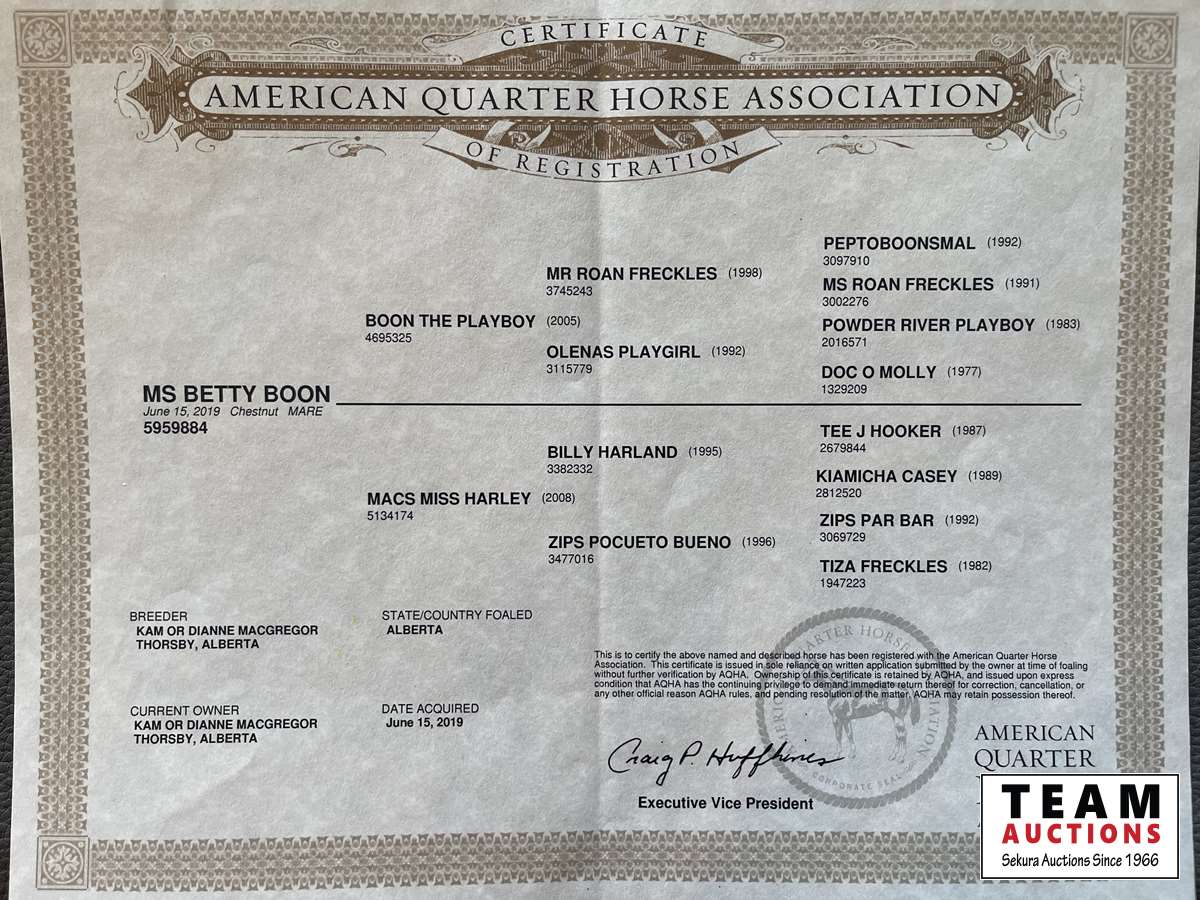 CERTIFICATE
AMERICAN QUARTER HORSE ASSOCIATION
OF REGISTRATION
PEPTOBOONSMAL (1992)
3097910
MR ROAN FRECKLES (1998)
3745243
MS ROAN FRECKLES (1991)
3002276
BOON THE PLAYBOY (2005)
4695325
POWDER RIVER PLAYBOY (1983)
2016571
OLENAS PLAYGIRL (1992)
3115779
DOC O MOLLY (1977)
1329209
MS BETTY BOON
June 15, 2019 Chestnut MARE
5959884
TEE J HOOKER (1987)
2679844
BILLY HARLAND (1995)
3382332
KIAMICHA CASEY (1989)
2812520
MACS MISS HARLEY (2008)
5134174
ZIPS PAR BAR (1992)
3069729
ZIPS POCUETO BUENO (1996)
3477016
TIZA FRECKLES (1982)
1947223
BREEDER
KAM OR DIANNE MACGREGOR
THORSBY, ALBERTA
STATE/COUNTRY FOALED
ALBERTA
CURRENT OWNER
KAM OR DIANNE MACGREGOR
THORSBY, ALBERTA
DATE ACQUIRED
June 15, 2019
This is to certify the above named and described horse has been registered with the American Quarter Horse
Association. This certificate is issued in sole reliance on written application submitted by the owner at time of foaling
without further verification by AQHA. Ownership of this certificate is retained by AQHA, and issued upon express
condition that AQHA has the continuing privilege to demand immediate return thereof for correction, cancellation, or
any other official reason AQHA rules, and pending resolution of the matter, AQHA may retain possession thereof.
AMERICAN QUARTER HORSE ASSOCIATION
CORPORATE SEAL
Craig P. Huffhines
Executive Vice President
AMERICAN
QUARTER
TEAM
AUCTIONS
Sekura Auctions Since 1966